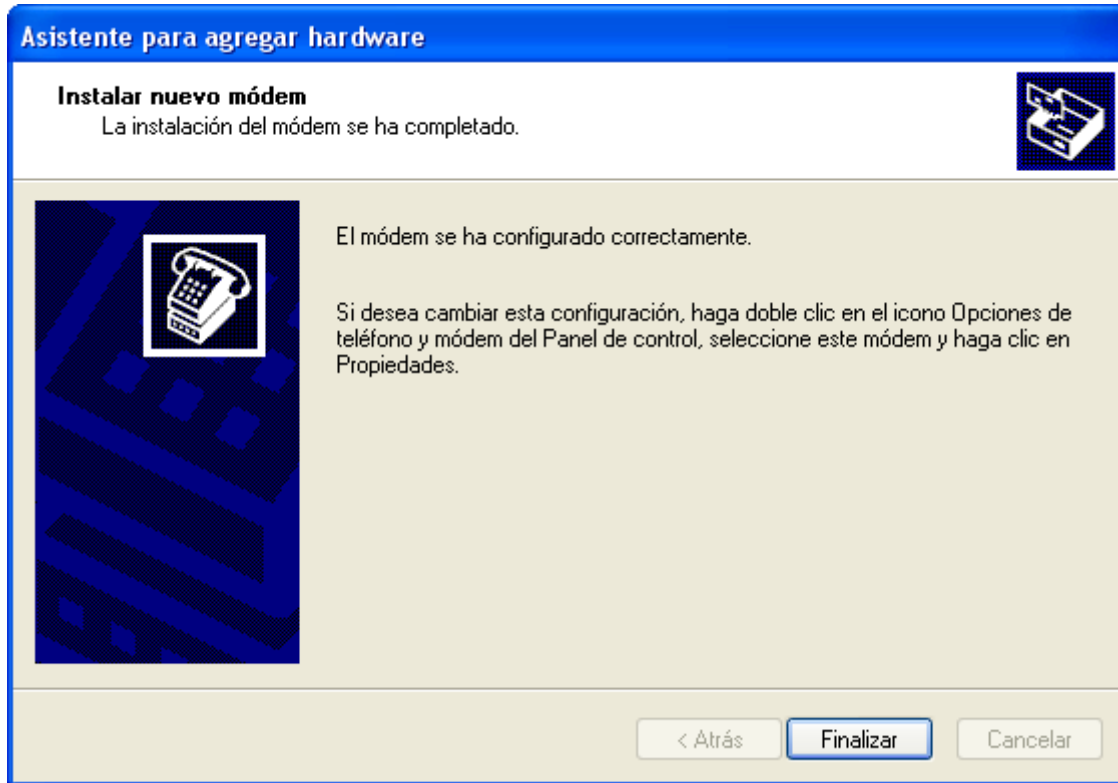 Asistente para agregar hardware
Instalar nuevo módem
La instalación del módem se ha completado.
El módem se ha configurado correctamente.
Si desea cambiar esta configuración, haga doble clic en el icono Opciones de
teléfono y módem del Panel de control, seleccione este módem y haga clic en
Propiedades.
< Atrás
Finalizar
Cancelar